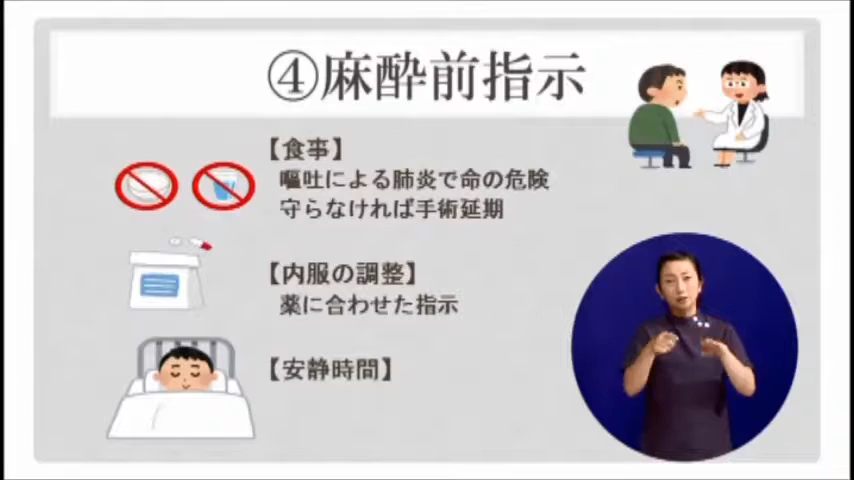 ④麻酔前指示
【食事】
嘔吐による肺炎で命の危険
守らなければ手術延期
【内服の調整】
薬に合わせた指示
【安静時間】